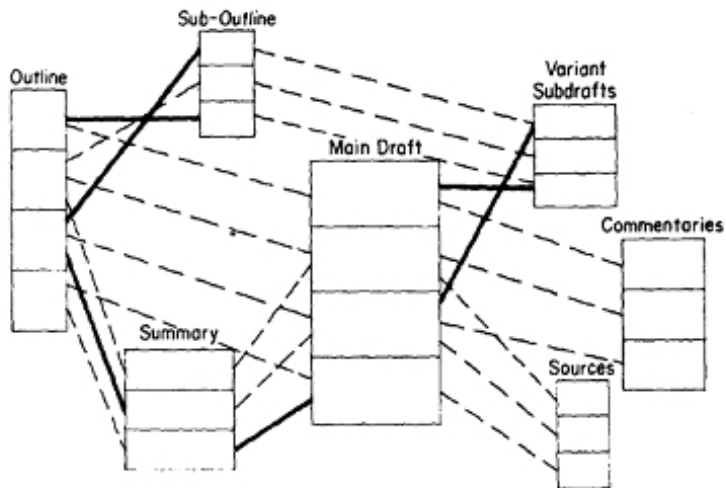 Sub-Outline
Outline
Variant
Subdrafts
Main Draft
Commentaries
Summary
Sources